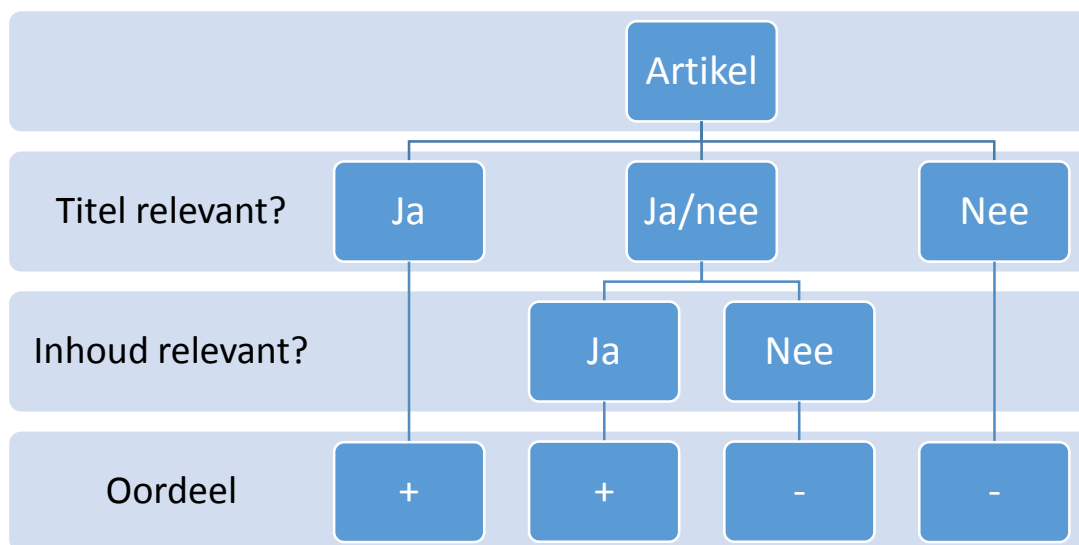 Artikel
Titel relevant?
Ja
Ja/nee
Nee
Inhoud relevant?
Ja
Nee
Oordeel
+
+
-
-